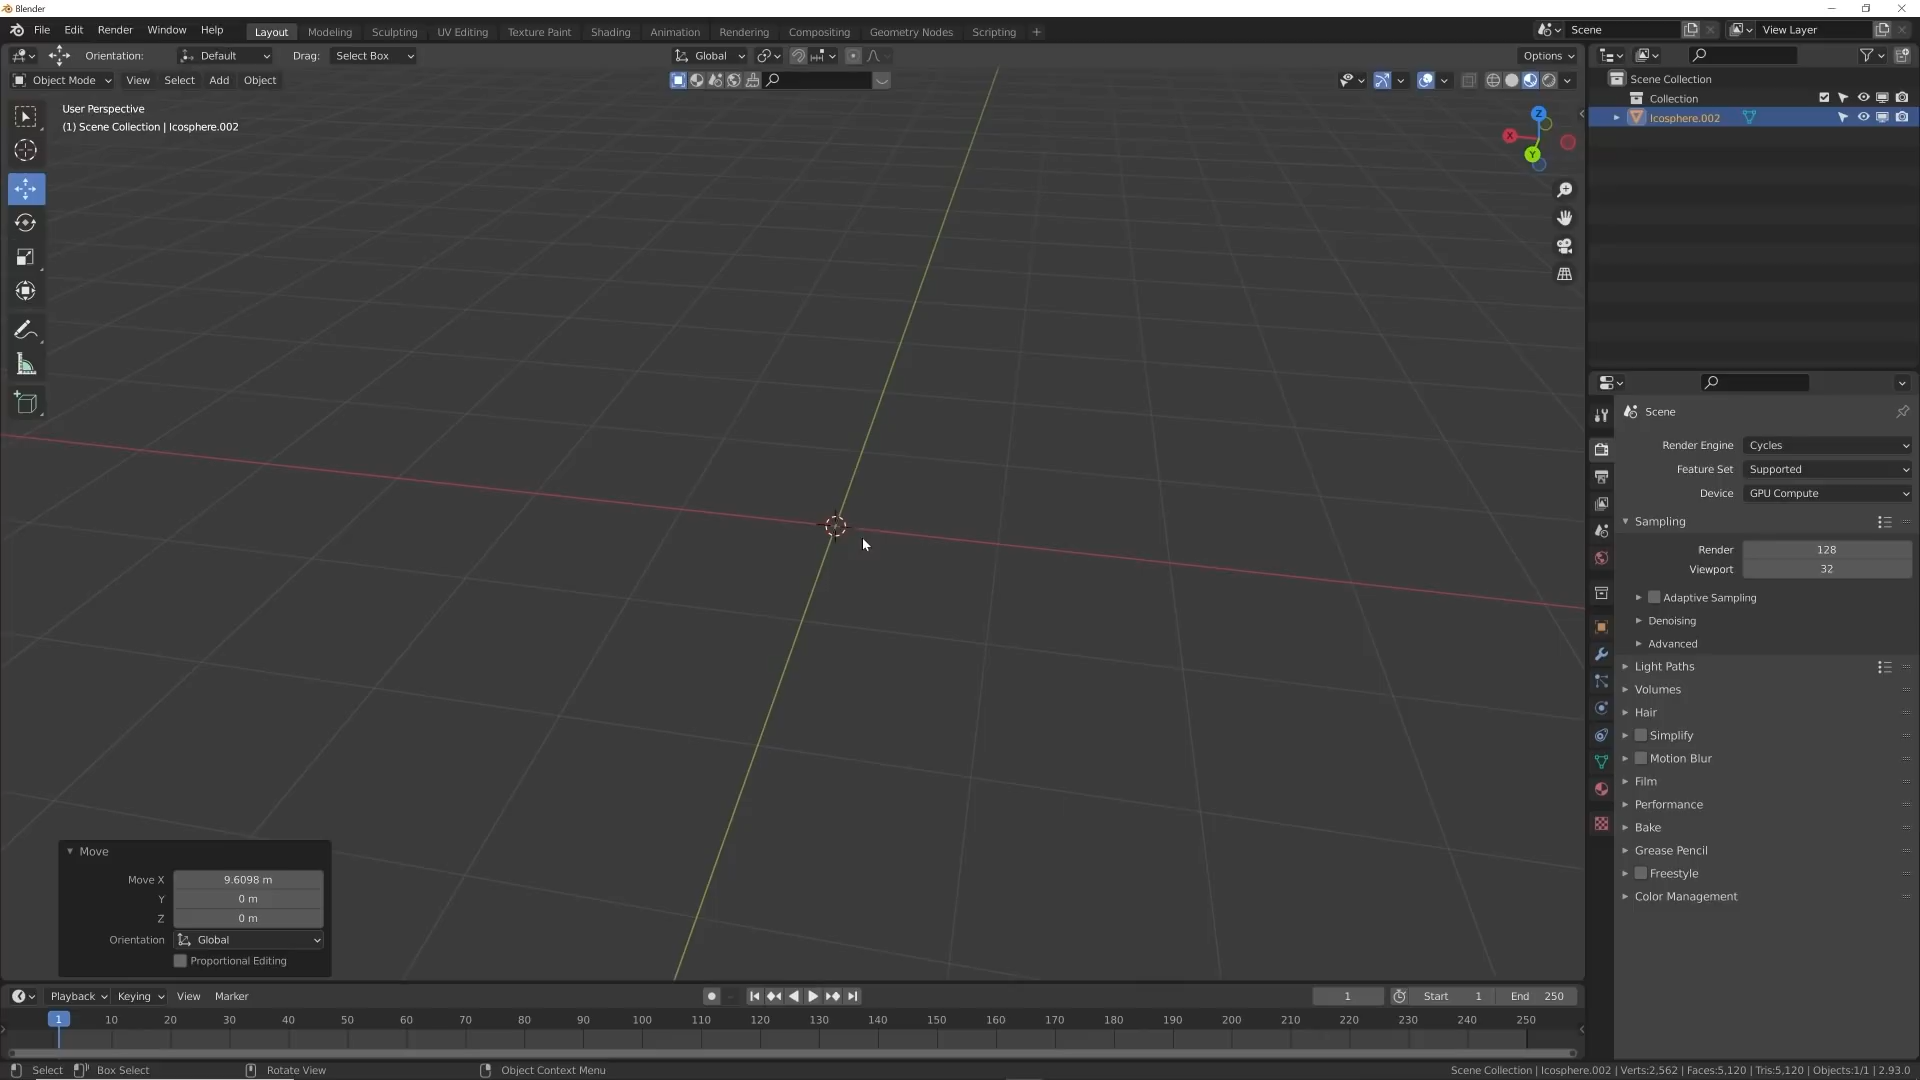 Blender
File Edit Render Window Help Layout Modeling Sculpting UV Editing Texture Paint Shading Animation Rendering Compositing Geometry Nodes Scripting + Scene View Layer
Orientation: Default Drag: Select Box Global Options
Object Mode View Select Add Object
User Perspective
(1) Scene Collection | Icosphere.002
X Y Z
Scene Collection
Collection
Icosphere.002
Scene
Render Engine Cycles
Feature Set Supported
Device GPU Compute
Sampling
Render 128
Viewport 32
Adaptive Sampling
Denoising
Advanced
Light Paths
Volumes
Hair
Simplify
Motion Blur
Film
Performance
Bake
Grease Pencil
Freestyle
Color Management
Move
Move X 9.6098 m
Y 0 m
Z 0 m
Orientation Global
Proportional Editing
Playback Keying View Marker 1 Start 1 End 250
1 10 20 30 40 50 60 70 80 90 100 110 120 130 140 150 160 170 180 190 200 210 220 230 240 250
Select Box Select Rotate View Object Context Menu Scene Collection | Icosphere.002 | Verts:2,562 | Faces:5,120 | Tris:5,120 | Objects:1/1 | 2.93.0